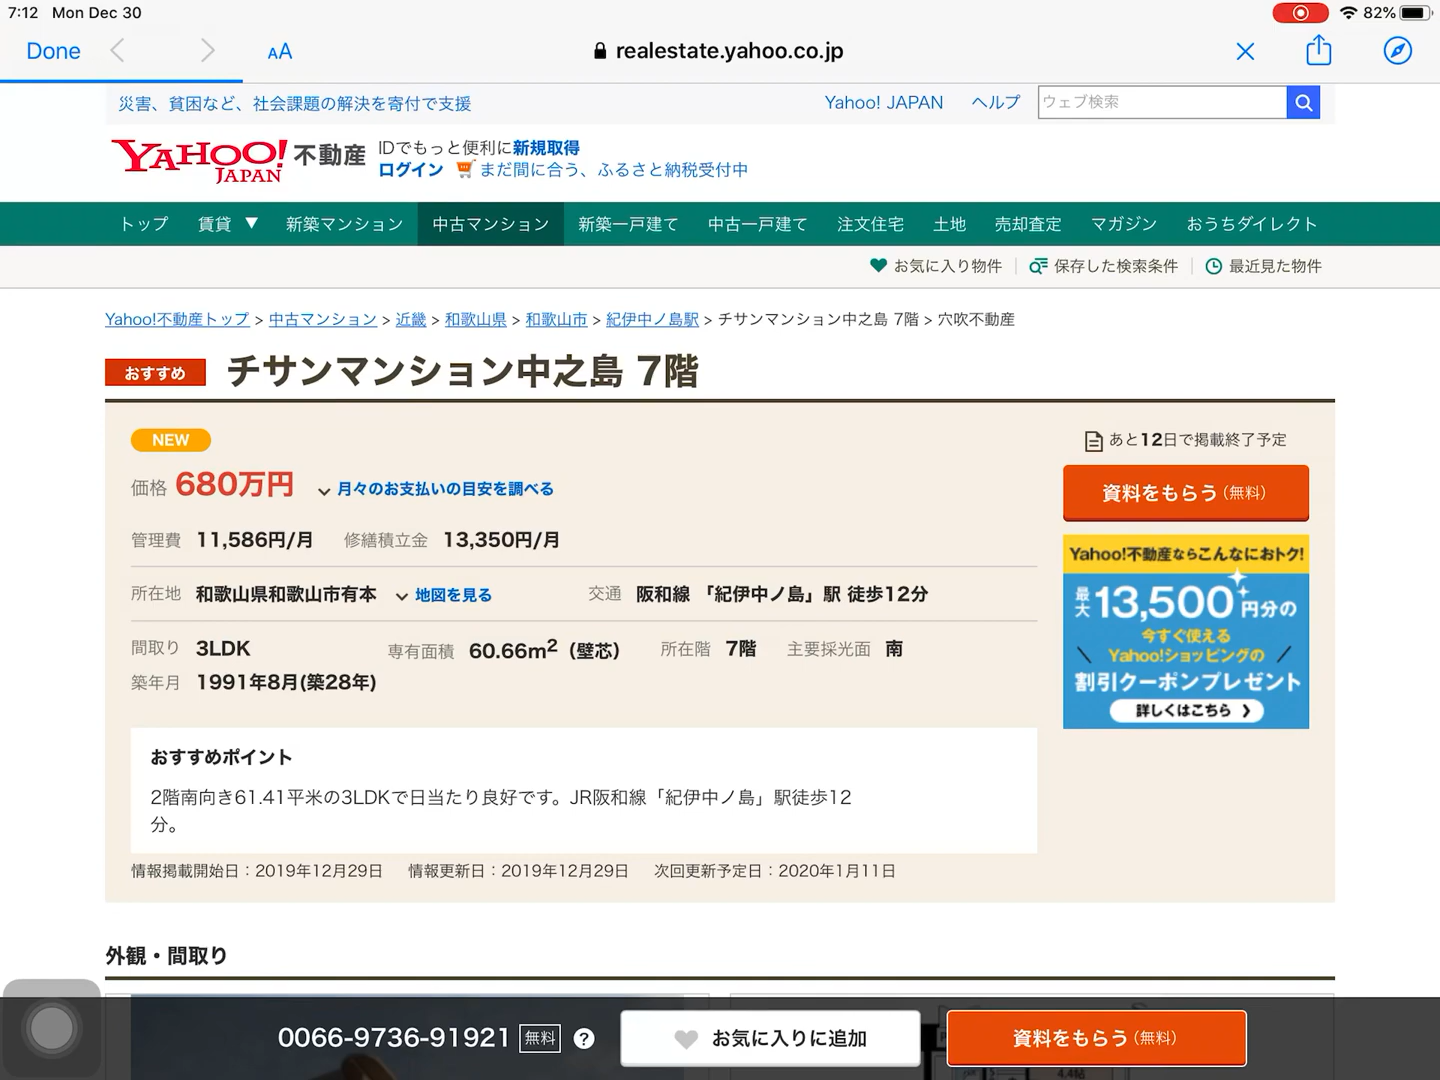 7:12 Mon Dec 30
82%
Done
AA
realestate.yahoo.co.jp
災害、貧困など、社会課題の解決を寄付で支援
Yahoo! JAPAN ヘルプ
ウェブ検索
YAHOO! JAPAN 不動産
IDでもっと便利に新規取得
ログイン
まだ間に合う、ふるさと納税受付中
トップ 賃貸 ▼ 新築マンション 中古マンション 新築一戸建て 中古一戸建て 注文住宅 土地 売却査定 マガジン おうちダイレクト
お気に入り物件 保存した検索条件 最近見た物件
Yahoo!不動産トップ > 中古マンション > 近畿 > 和歌山県 > 和歌山市 > 紀伊中ノ島駅 > チサンマンション中之島 7階 > 穴吹不動産
おすすめ チサンマンション中之島 7階
NEW
価格 680万円 月々のお支払いの目安を調べる
管理費 11,586円/月 修繕積立金 13,350円/月
所在地 和歌山県和歌山市有本 地図を見る 交通 阪和線 「紀伊中ノ島」駅 徒歩12分
間取り 3LDK 専有面積 60.66m2（壁芯） 所在階 7階 主要採光面 南
築年月 1991年8月(築28年)
おすすめポイント
2階南向き61.41平米の3LDKで日当たり良好です。JR阪和線「紀伊中ノ島」駅徒歩12
分。
情報掲載開始日：2019年12月29日 情報更新日：2019年12月29日 次回更新予定日：2020年1月11日
あと12日で掲載終了予定
資料をもらう（無料）
Yahoo!不動産ならこんなにおトク!
最大13,500円分の
今すぐ使える
Yahoo!ショッピングの
割引クーポンプレゼント
詳しくはこちら
外観・間取り
0066-9736-91921 無料 ?
お気に入りに追加
資料をもらう（無料）